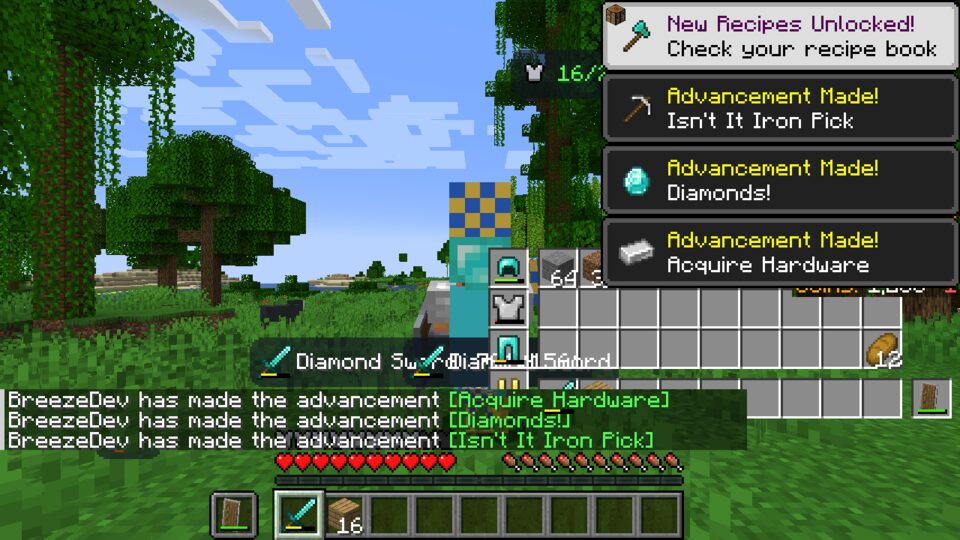 New Recipes Unlocked!
Check your recipe book
16/
Advancement Made!
Isn't It Iron Pick
Advancement Made!
Diamonds!
Advancement Made!
Acquire Hardware
64
12
Diamond
BreezeDev has made the advancement [Acquire Hardware]
BreezeDev has made the advancement [Diamonds!]
BreezeDev has made the advancement [Isn't It Iron Pick]
16